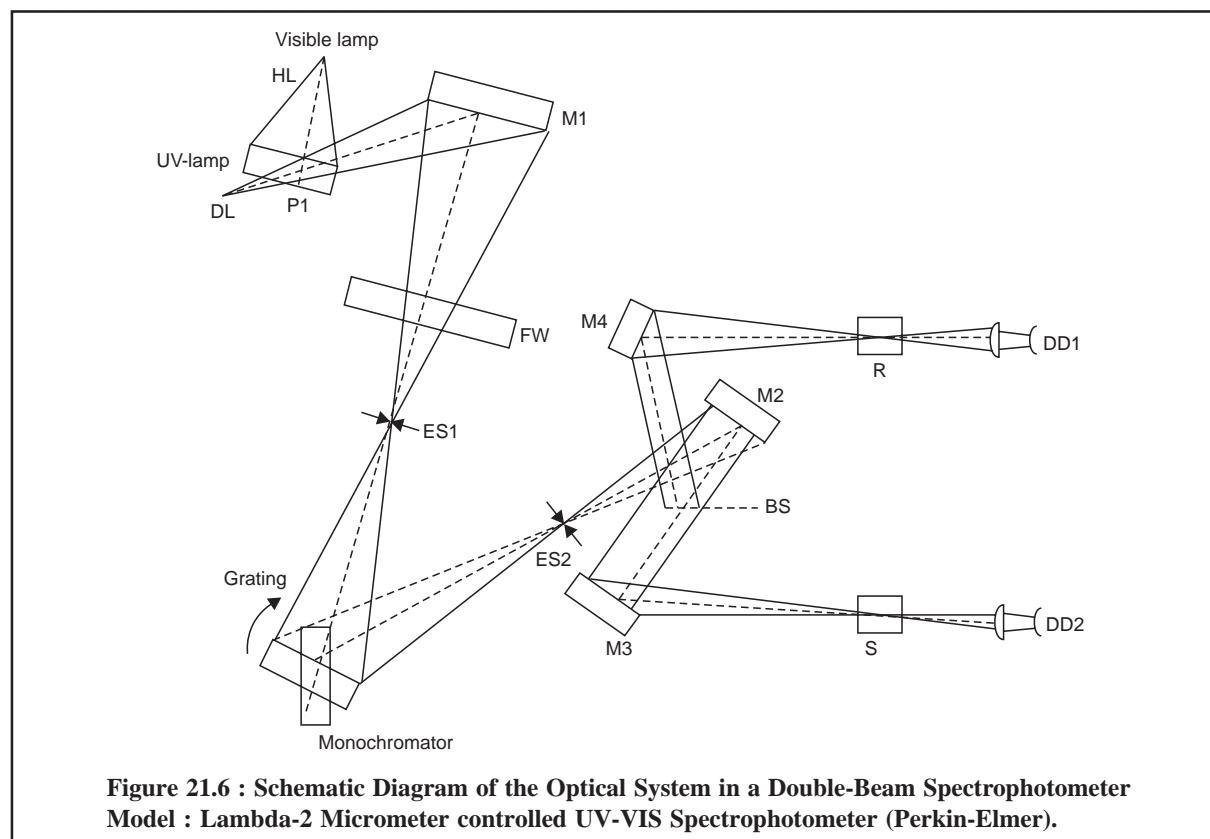 Visible lamp
HL
M1
UV-lamp
DL
P1
FW
M4
R
DD1
M2
ES1
BS
ES2
Grating
M3
S
DD2
Monochromator
Figure 21.6 : Schematic Diagram of the Optical System in a Double-Beam Spectrophotometer
Model : Lambda-2 Micrometer controlled UV-VIS Spectrophotometer (Perkin-Elmer).